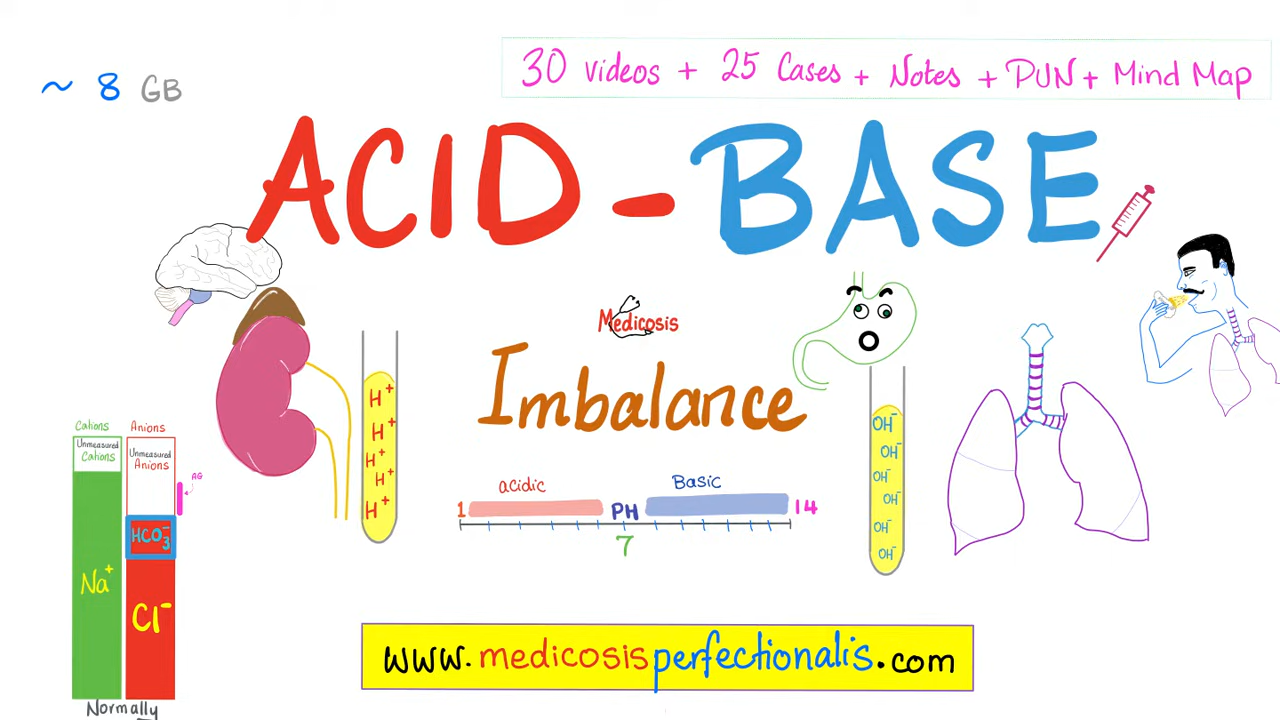 30 videos + 25 Cases + Notes + PUN + Mind Map
~ 8 GB
ACID - BASE
Medicosis
Imbalance
H+
H+
H+
H+
H+
OH-
OH-
OH-
OH-
OH-
OH-
Cations Anions
Unmeasured Cations
Unmeasured Anions
AG
HCO3-
Na+
Cl-
Normally
acidic Basic
1 PH 14
7
www.medicosisperfectionalis.com